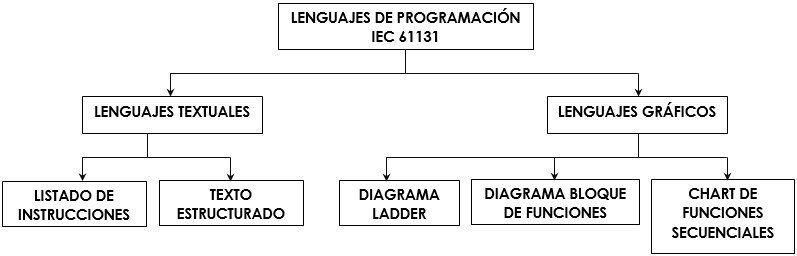 LENGUAJES DE PROGRAMACIÓN
IEC 61131
LENGUAJES TEXTUALES
LENGUAJES GRÁFICOS
LISTADO DE
INSTRUCCIONES
TEXTO
ESTRUCTURADO
DIAGRAMA
LADDER
DIAGRAMA BLOQUE
DE FUNCIONES
CHART DE
FUNCIONES
SECUENCIALES